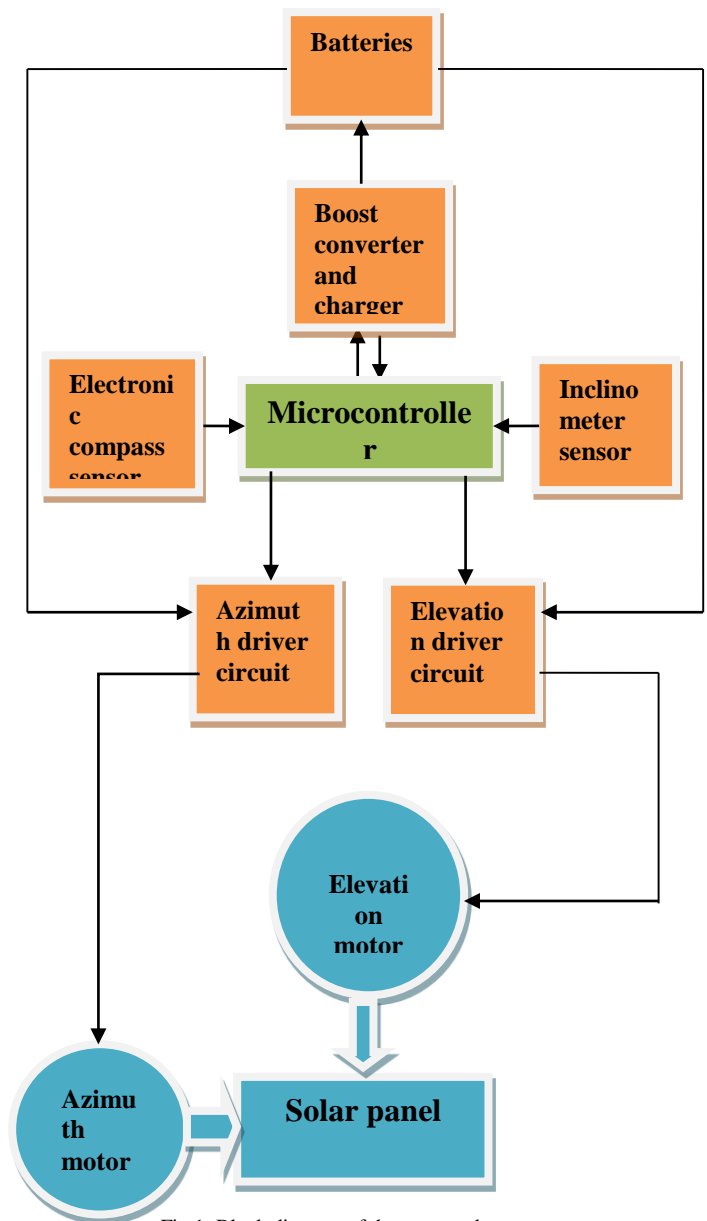 Batteries
Boost
converter
and
charger
Electroni
c
compass
sensor
Microcontrolle
r
Inclino
meter
sensor
Azimut
h driver
circuit
Elevatio
n driver
circuit
Elevati
on
motor
Azimu
th
motor
Solar panel